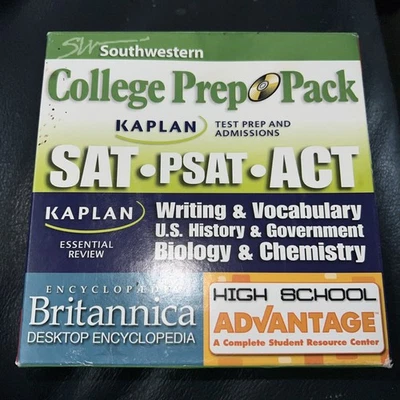 SW Southwestern
College Prep Pack
KAPLAN TEST PREP AND
ADMISSIONS
SAT • PSAT • ACT
KAPLAN
ESSENTIAL
REVIEW
Writing & Vocabulary
U.S. History & Government
Biology & Chemistry
ENCYCLOPÆDIA
Britannica
DESKTOP ENCYCLOPEDIA
HIGH SCHOOL
ADVANTAGE™
A Complete Student Resource Center